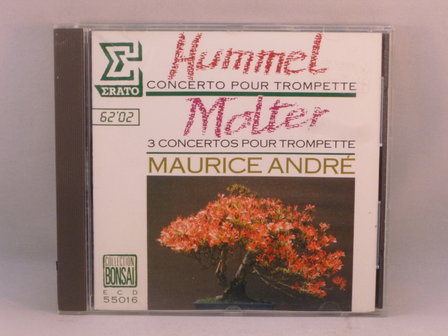 Hummel
CONCERTO POUR TROMPETTE
ERATO
62'02
Molter
3 CONCERTOS POUR TROMPETTE
MAURICE ANDRÉ
COLLECTION
BONSAI
ECD
55016